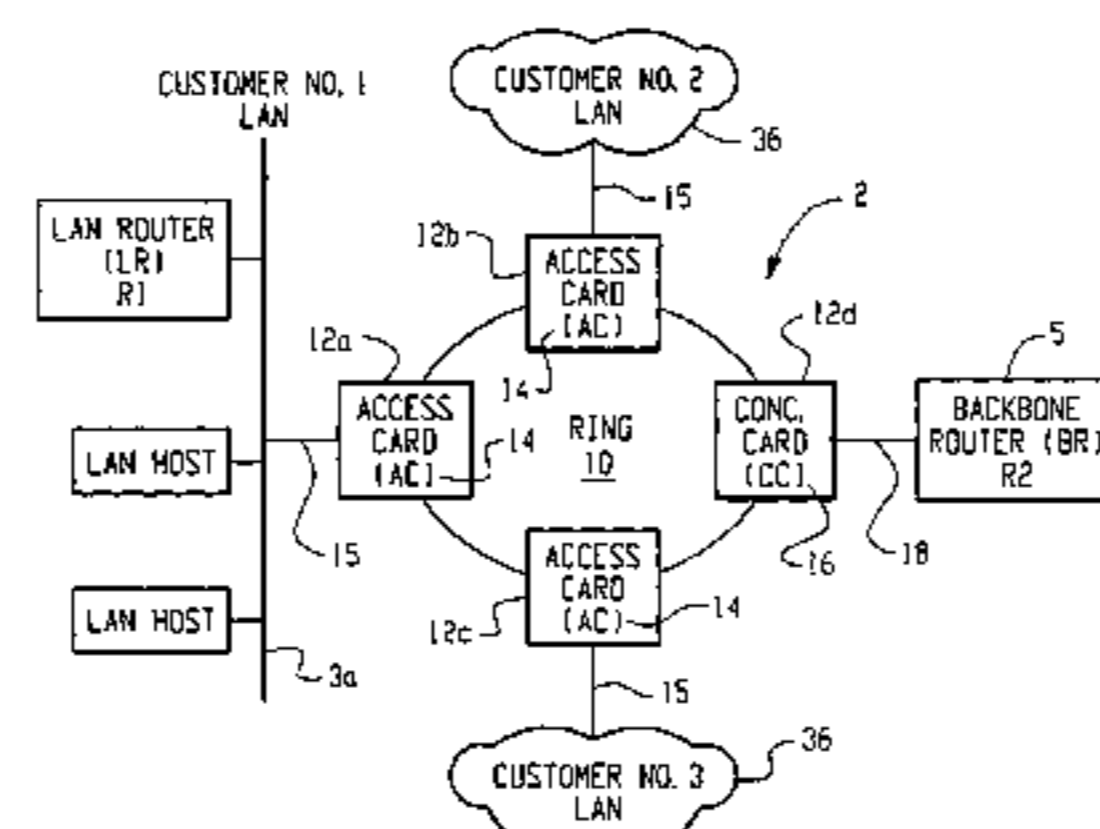 CUSTOMER NO. 1
LAN
CUSTOMER NO. 2
LAN
36
15
2
LAN ROUTER
(LR)
R1
12b
ACCESS
CARD
(AC)
14
12a
ACCESS
CARD
(AC)
14
RING
10
12d
CONC.
CARD
(CC)
16
5
BACKBONE
ROUTER (BR)
R2
18
LAN HOST
15
LAN HOST
3a
ACCESS
CARD
(AC)
14
12c
15
CUSTOMER NO. 3
LAN
36